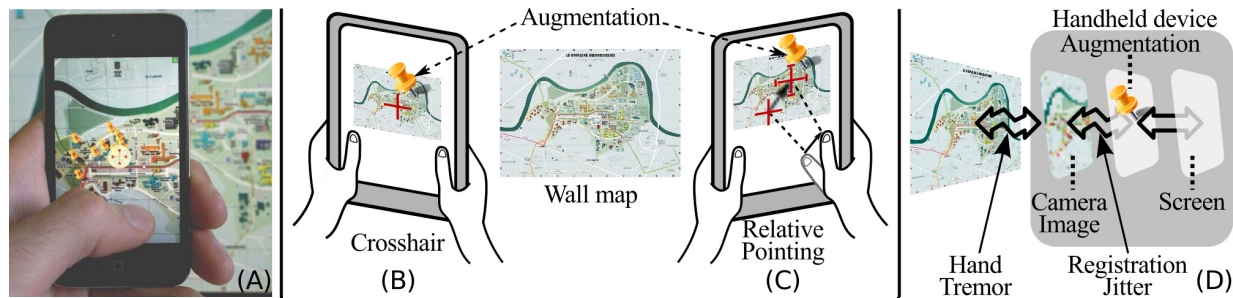 (A)
Augmentation
Wall map
Crosshair
(B)
Relative
Pointing
(C)
Handheld device
Augmentation
Camera
Image
Screen
Hand
Tremor
Registration
Jitter
(D)